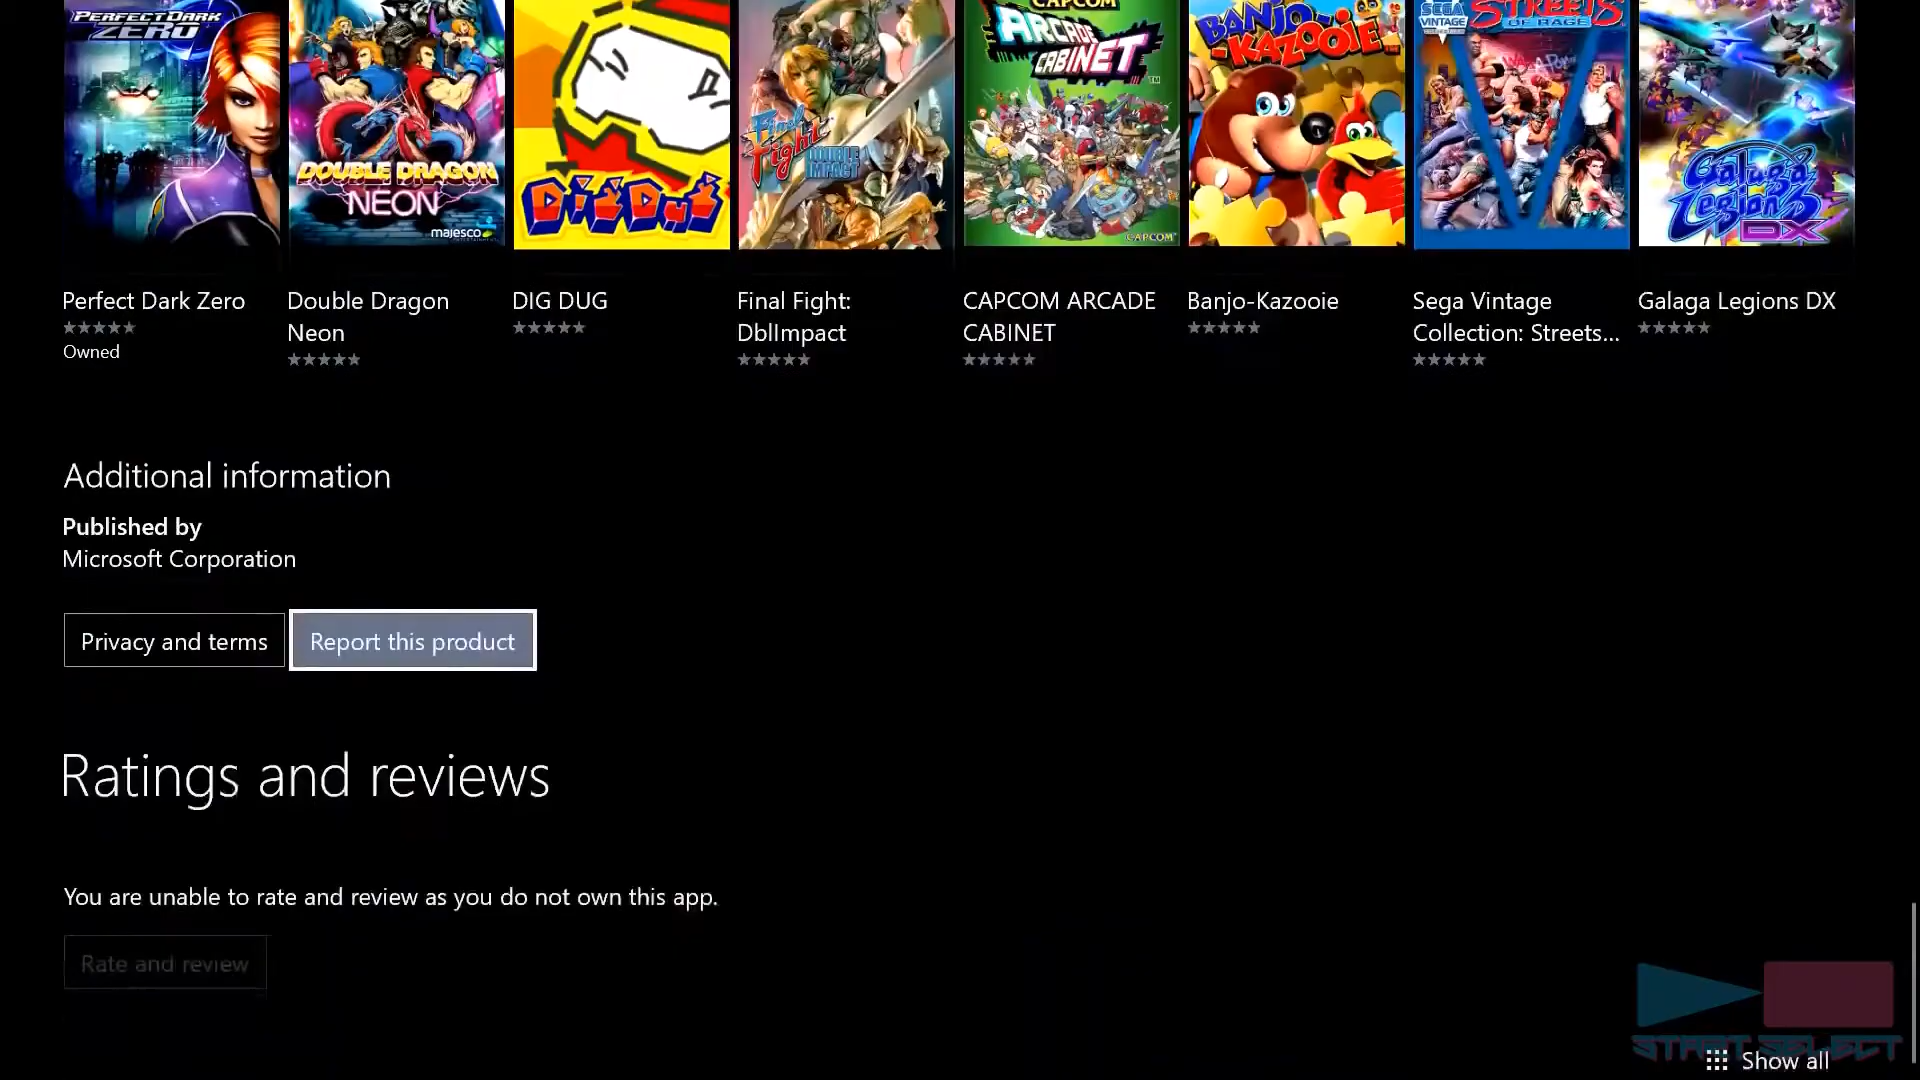 PERFECT DARK
ZERO
DOUBLE DRAGON
NEON
majesco
ENTERTAINMENT
DIG DUG
Final
Fight
DOUBLE
IMPACT
CAPCOM
ARCADE
CABINET
TM
CAPCOM
BANJO-
KAZOOIE
SEGA
VINTAGE
STREETS
OF RAGE
Galaga
Legions
DX
Perfect Dark Zero
Owned
Double Dragon
Neon
DIG DUG
Final Fight:
DblImpact
CAPCOM ARCADE
CABINET
Banjo-Kazooie
Sega Vintage
Collection: Streets...
Galaga Legions DX
Additional information
Published by
Microsoft Corporation
Privacy and terms
Report this product
Ratings and reviews
You are unable to rate and review as you do not own this app.
Rate and review
START SELECT
Show all